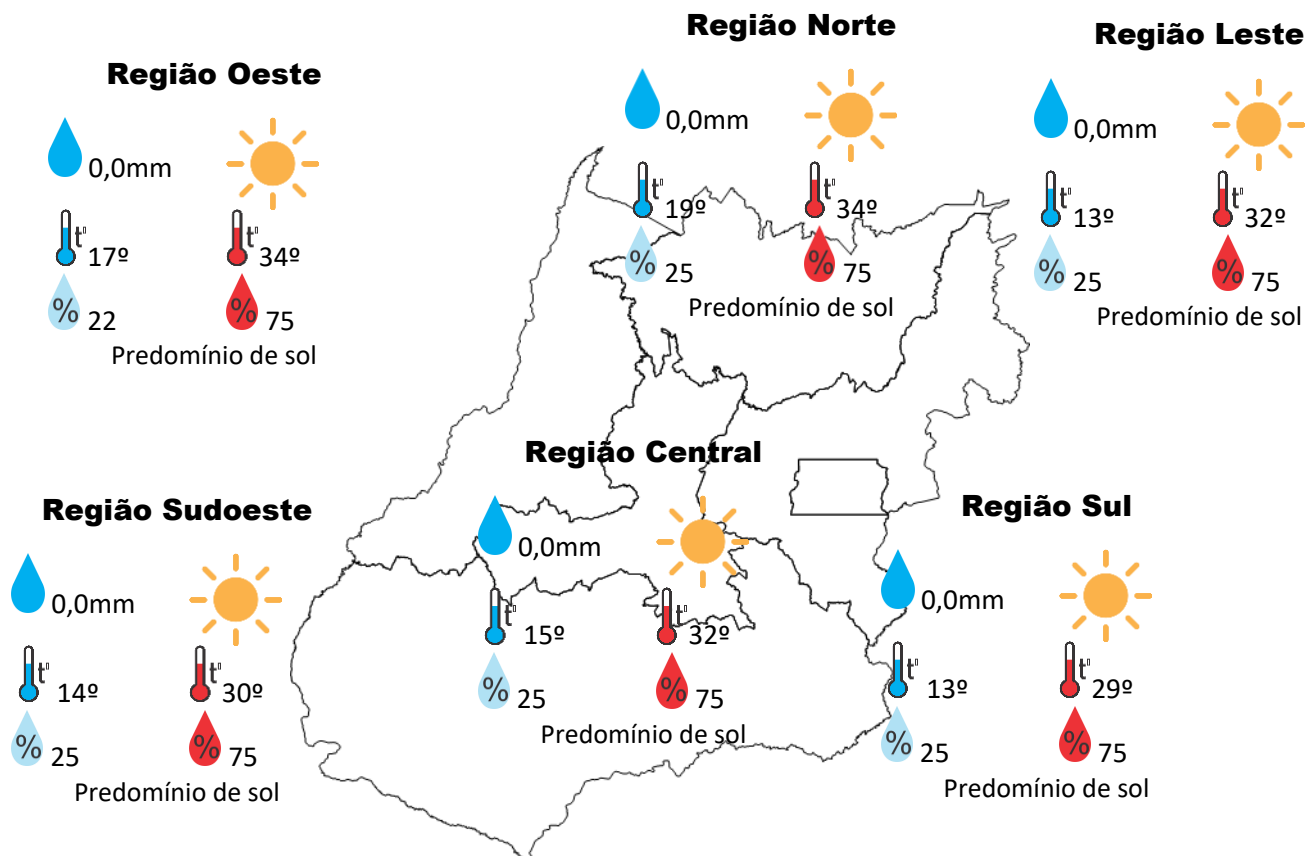 Região Norte
0,0mm
t°
19º
t°
34º
%
25
%
75
Predomínio de sol
Região Leste
0,0mm
t°
13º
t°
32º
%
25
%
75
Predomínio de sol
Região Oeste
0,0mm
t°
17º
t°
34º
%
22
%
75
Predomínio de sol
Região Central
0,0mm
t°
15º
t°
32º
%
25
%
75
Predomínio de sol
Região Sudoeste
0,0mm
t°
14º
t°
30º
%
25
%
75
Predomínio de sol
Região Sul
0,0mm
t°
13º
t°
29º
%
25
%
75
Predomínio de sol